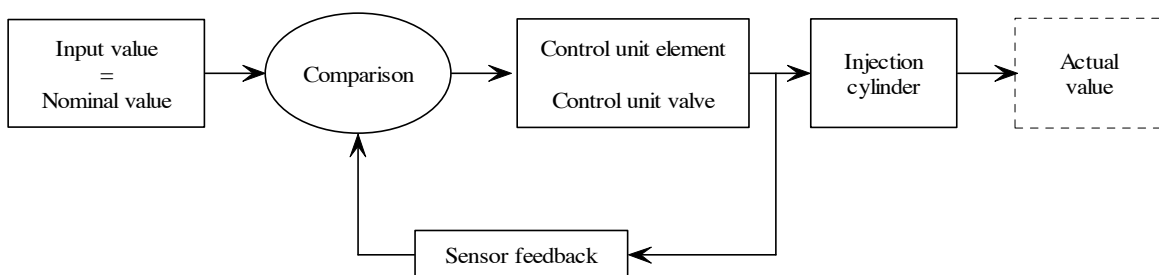 Input value
=
Nominal value
Comparison
Control unit element
Control unit valve
Injection
cylinder
Actual
value
Sensor feedback